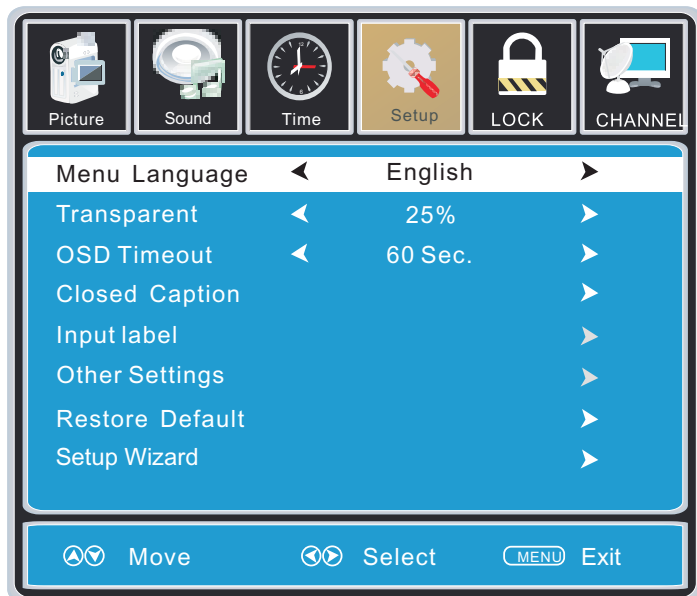 Picture Sound Time Setup LOCK CHANNEL
Menu Language English
Transparent 25%
OSD Timeout 60 Sec.
Closed Caption
Input label
Other Settings
Restore Default
Setup Wizard
Move Select MENU Exit